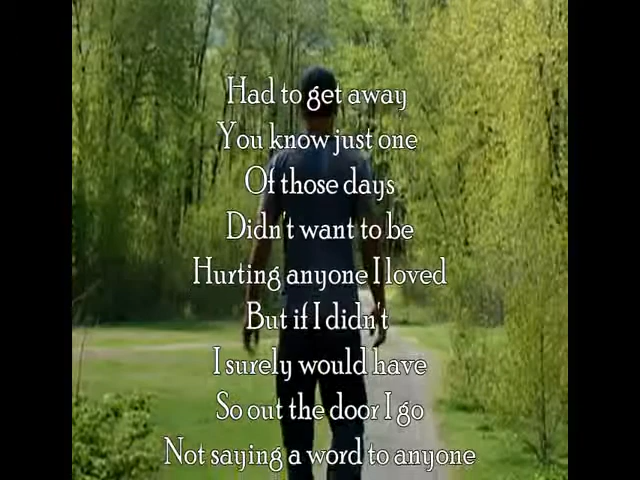 Had to get away
You know just one
Of those days
Didn't want to be
Hurting anyone I loved
But if I didn't
I surely would have
So out the door I go
Not saying a word to anyone